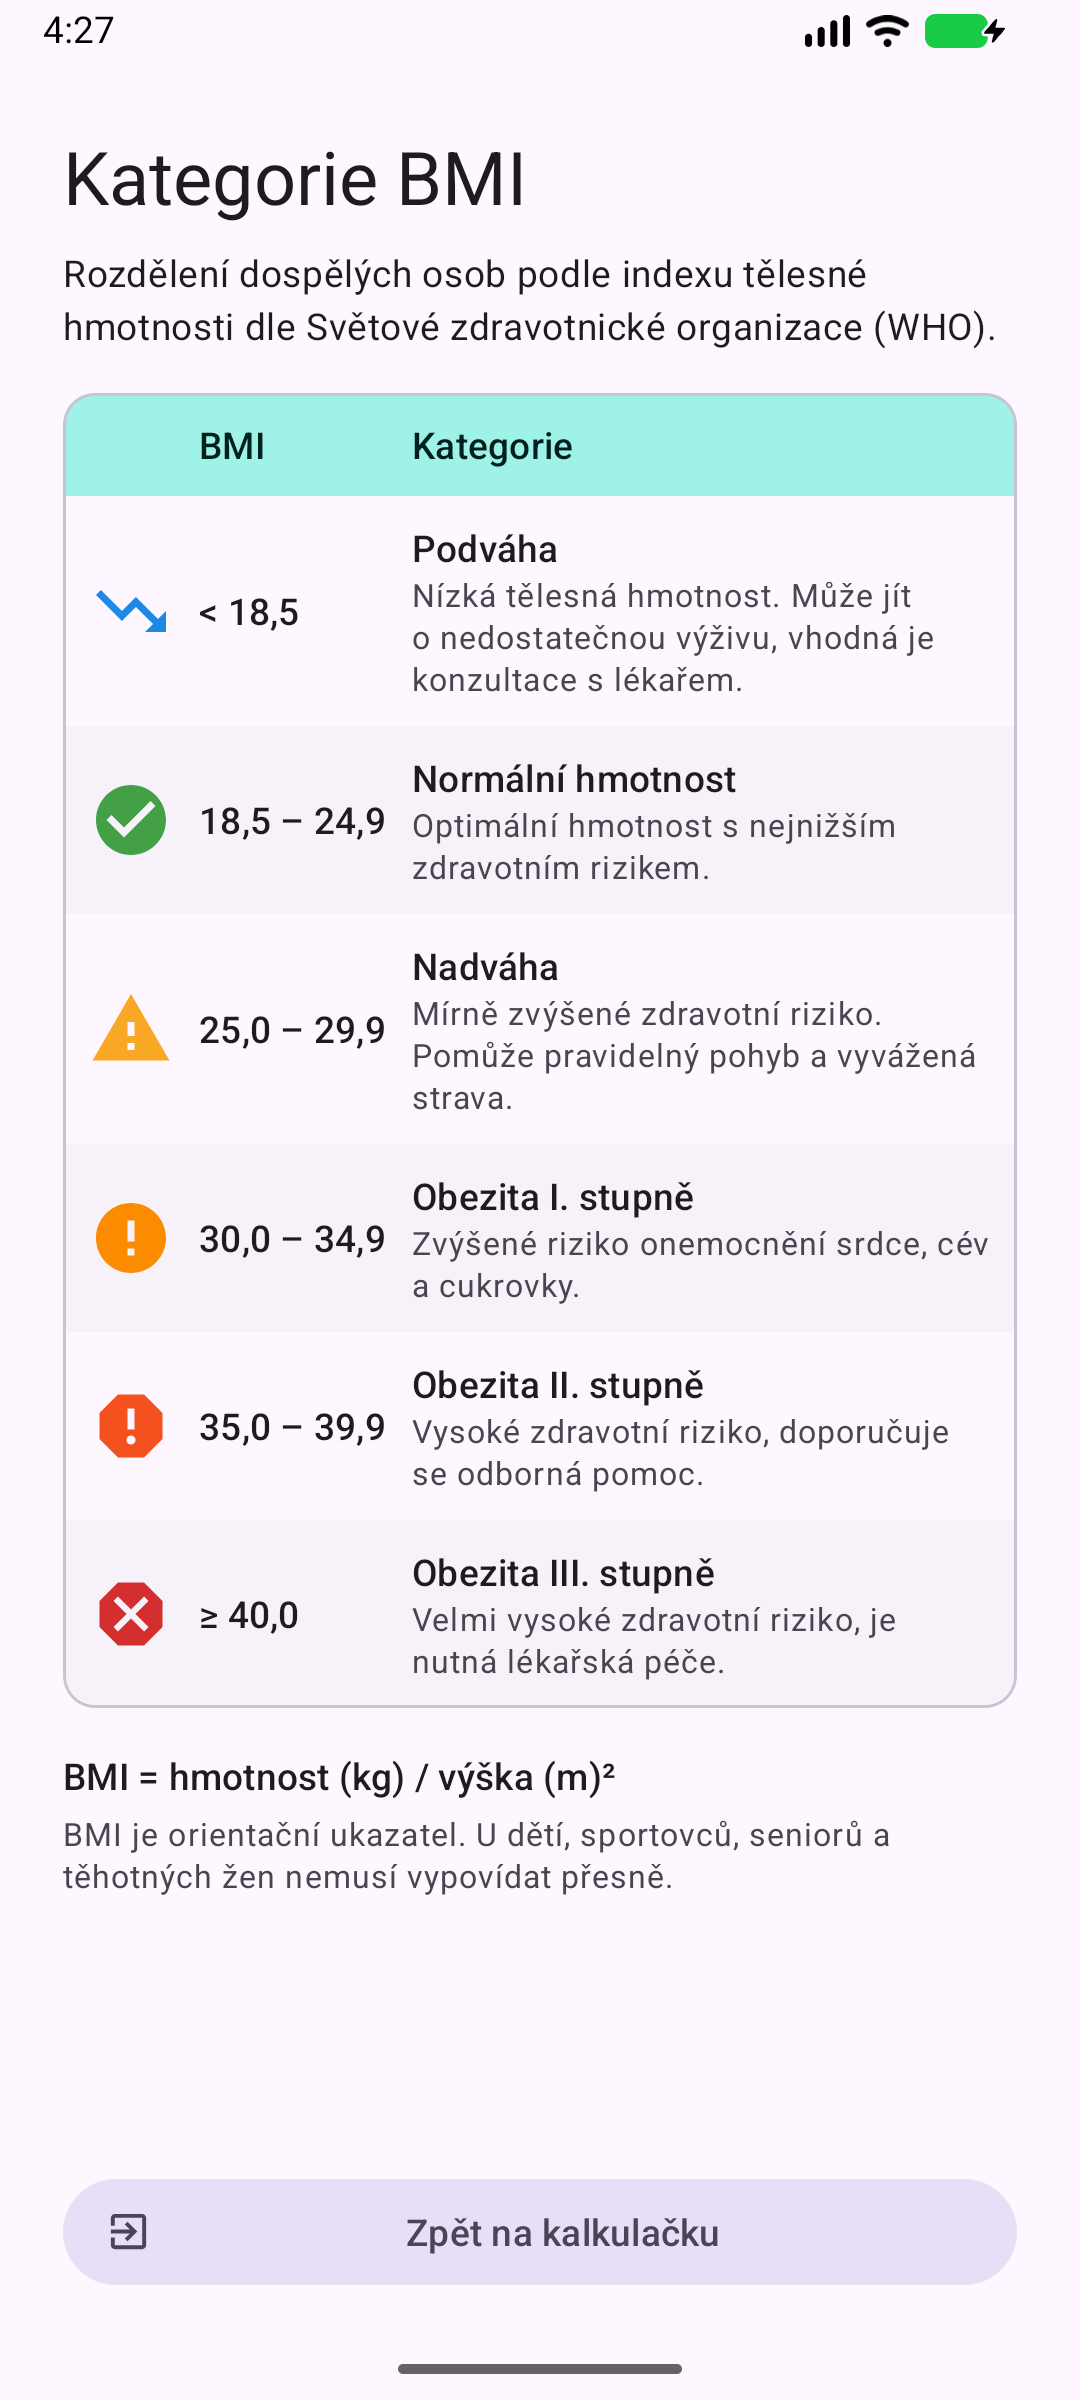 4:27
Kategorie BMI
Rozdělení dospělých osob podle indexu tělesné
hmotnosti dle Světové zdravotnické organizace (WHO).
BMI Kategorie
Podváha
Nízká tělesná hmotnost. Může jít
< 18,5
o nedostatečnou výživu, vhodná je
konzultace s lékařem.
Normální hmotnost
18,5 – 24,9
Optimální hmotnost s nejnižším
zdravotním rizikem.
Nadváha
Mírně zvýšené zdravotní riziko.
25,0 – 29,9
Pomůže pravidelný pohyb a vyvážená
strava.
Obezita I. stupně
30,0 – 34,9
Zvýšené riziko onemocnění srdce, cév
a cukrovky.
Obezita II. stupně
35,0 – 39,9
Vysoké zdravotní riziko, doporučuje
se odborná pomoc.
Obezita III. stupně
≥ 40,0
Velmi vysoké zdravotní riziko, je
nutná lékařská péče.
BMI = hmotnost (kg) / výška (m)²
BMI je orientační ukazatel. U dětí, sportovců, seniorů a
těhotných žen nemusí vypovídat přesně.
Zpět na kalkulačku